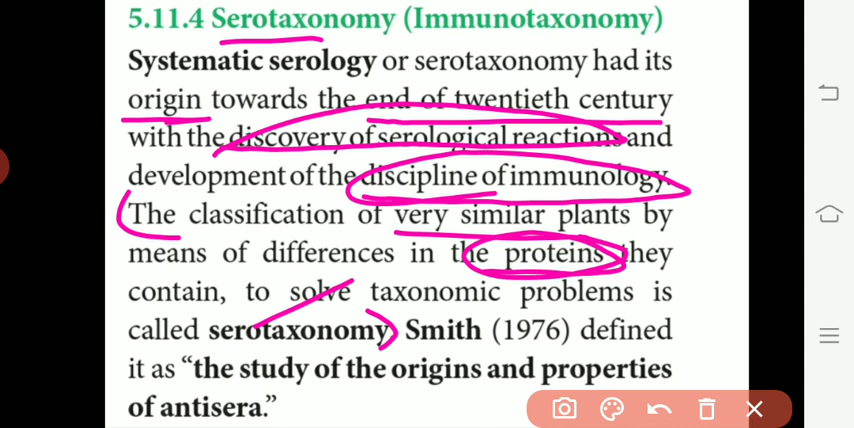 5.11.4 Serotaxonomy (Immunotaxonomy)
Systematic serology or serotaxonomy had its
origin towards the end of twentieth century
with the discovery of serological reactions and
development of the discipline of immunology.
The classification of very similar plants by
means of differences in the proteins they
contain, to solve taxonomic problems is
called serotaxonomy. Smith (1976) defined
it as “the study of the origins and properties
of antisera.”